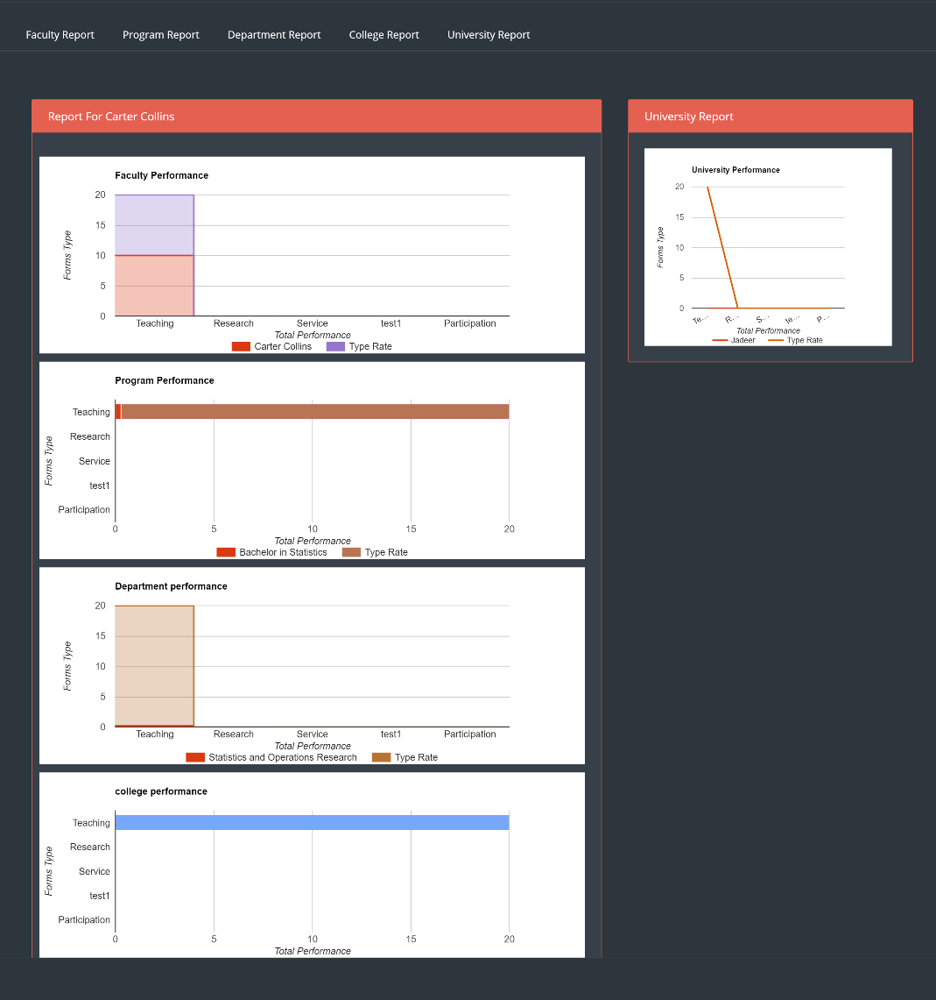 Faculty Report Program Report Department Report College Report University Report
Report For Carter Collins
Faculty Performance
Forms Type
20
15
10
5
0
Teaching Research Service test1 Participation
Total Performance
Carter Collins Type Rate
Program Performance
Forms Type
Teaching
Research
Service
test1
Participation
0 5 10 15 20
Total Performance
Bachelor in Statistics Type Rate
Department performance
Forms Type
20
15
10
5
0
Teaching Research Service test1 Participation
Total Performance
Statistics and Operations Research Type Rate
college performance
Forms Type
Teaching
Research
Service
test1
Participation
0 5 10 15 20
Total Performance
University Report
University Performance
Forms Type
20
15
10
5
0
Te... R... S... te... P...
Total Performance
Jadeer Type Rate